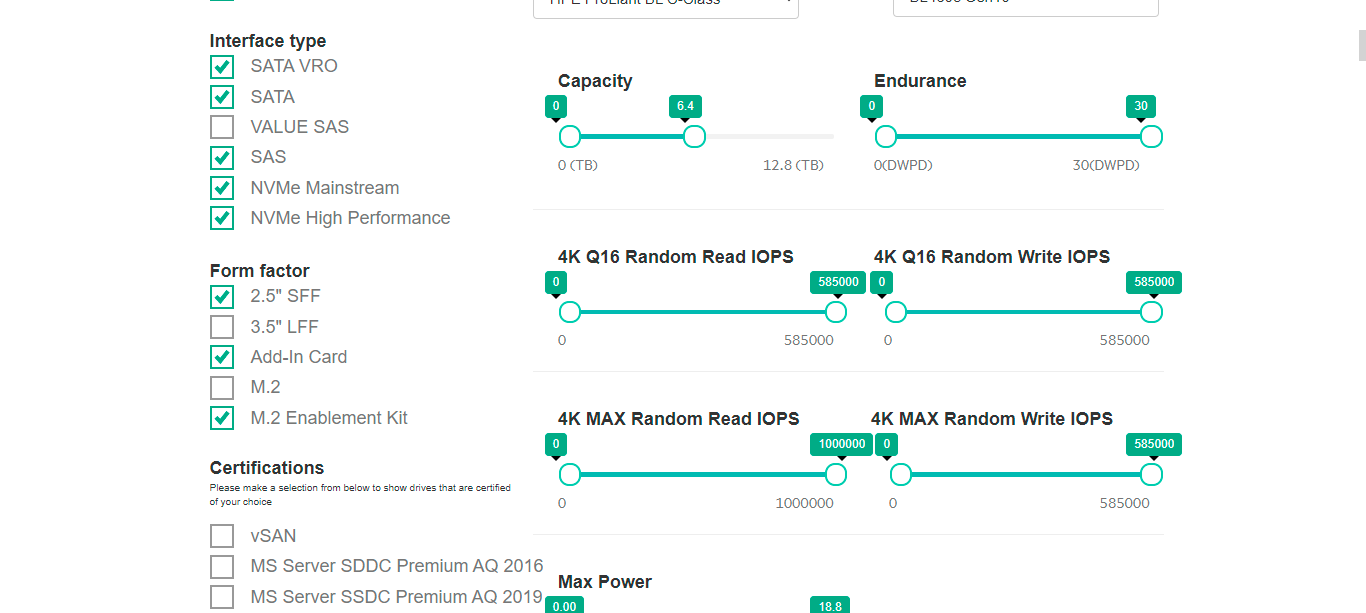 HPE ProLiant BL c-Class
Interface type
SATA VRO
SATA
VALUE SAS
SAS
NVMe Mainstream
NVMe High Performance
Form factor
2.5" SFF
3.5" LFF
Add-In Card
M.2
M.2 Enablement Kit
Certifications
Please make a selection from below to show drives that are certified
of your choice
vSAN
MS Server SDDC Premium AQ 2016
MS Server SSDC Premium AQ 2019
Capacity
0 6.4
0 (TB) 12.8 (TB)
Endurance
0 30
0(DWPD) 30(DWPD)
4K Q16 Random Read IOPS
0 585000
0 585000
4K Q16 Random Write IOPS
0 585000
0 585000
4K MAX Random Read IOPS
0 1000000
0 1000000
4K MAX Random Write IOPS
0 585000
0 585000
Max Power
0.00 18.8